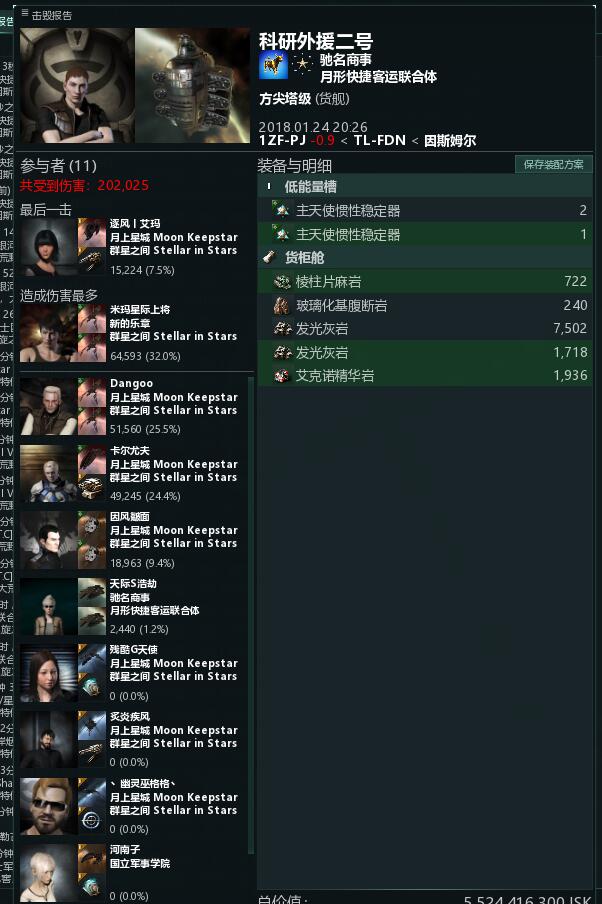 击毁报告
科研外援二号
驰名商事
月形快捷客运联合体
方尖塔级 (货舰)
2018.01.24 20:26
1ZF-PJ -0.9 < TL-FDN < 因斯姆尔
参与者 (11)
共受到伤害: 202,025
最后一击
逐风丨艾玛
月上星城 Moon Keepstar
群星之间 Stellar in Stars
15,224 (7.5%)
造成伤害最多
米玛星际上将
新的乐章
群星之间 Stellar in Stars
64,593 (32.0%)
Dangoo
月上星城 Moon Keepstar
群星之间 Stellar in Stars
51,560 (25.5%)
卡尔尤夫
月上星城 Moon Keepstar
群星之间 Stellar in Stars
49,245 (24.4%)
因风皱面
月上星城 Moon Keepstar
群星之间 Stellar in Stars
18,963 (9.4%)
天际S浩劫
驰名商事
月形快捷客运联合体
2,440 (1.2%)
残酷G天使
月上星城 Moon Keepstar
群星之间 Stellar in Stars
0 (0.0%)
炙炎疾风
月上星城 Moon Keepstar
群星之间 Stellar in Stars
0 (0.0%)
丶幽灵巫格格丶
月上星城 Moon Keepstar
群星之间 Stellar in Stars
0 (0.0%)
河南子
国立军事学院
0 (0.0%)
装备与明细
保存装配方案
低能量槽
主天使惯性稳定器 2
主天使惯性稳定器 1
货柜舱
棱柱片麻岩 722
玻璃化基腹断岩 240
发光灰岩 7,502
发光灰岩 1,718
艾克诺精华岩 1,936
总价值: 5,524,416,300 ISK